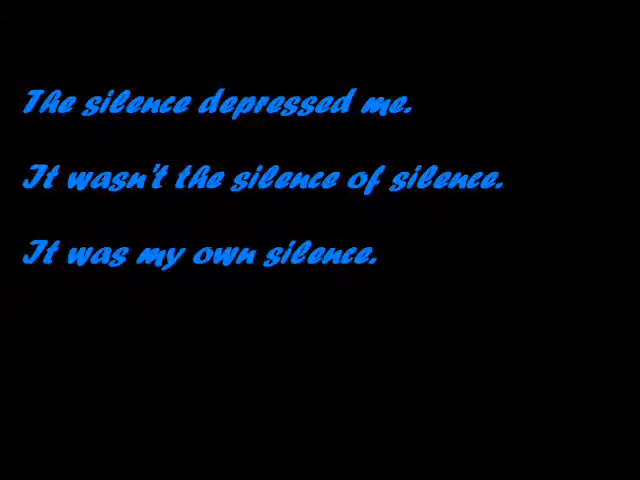 The silence depressed me.
It wasn't the silence of silence.
It was my own silence.